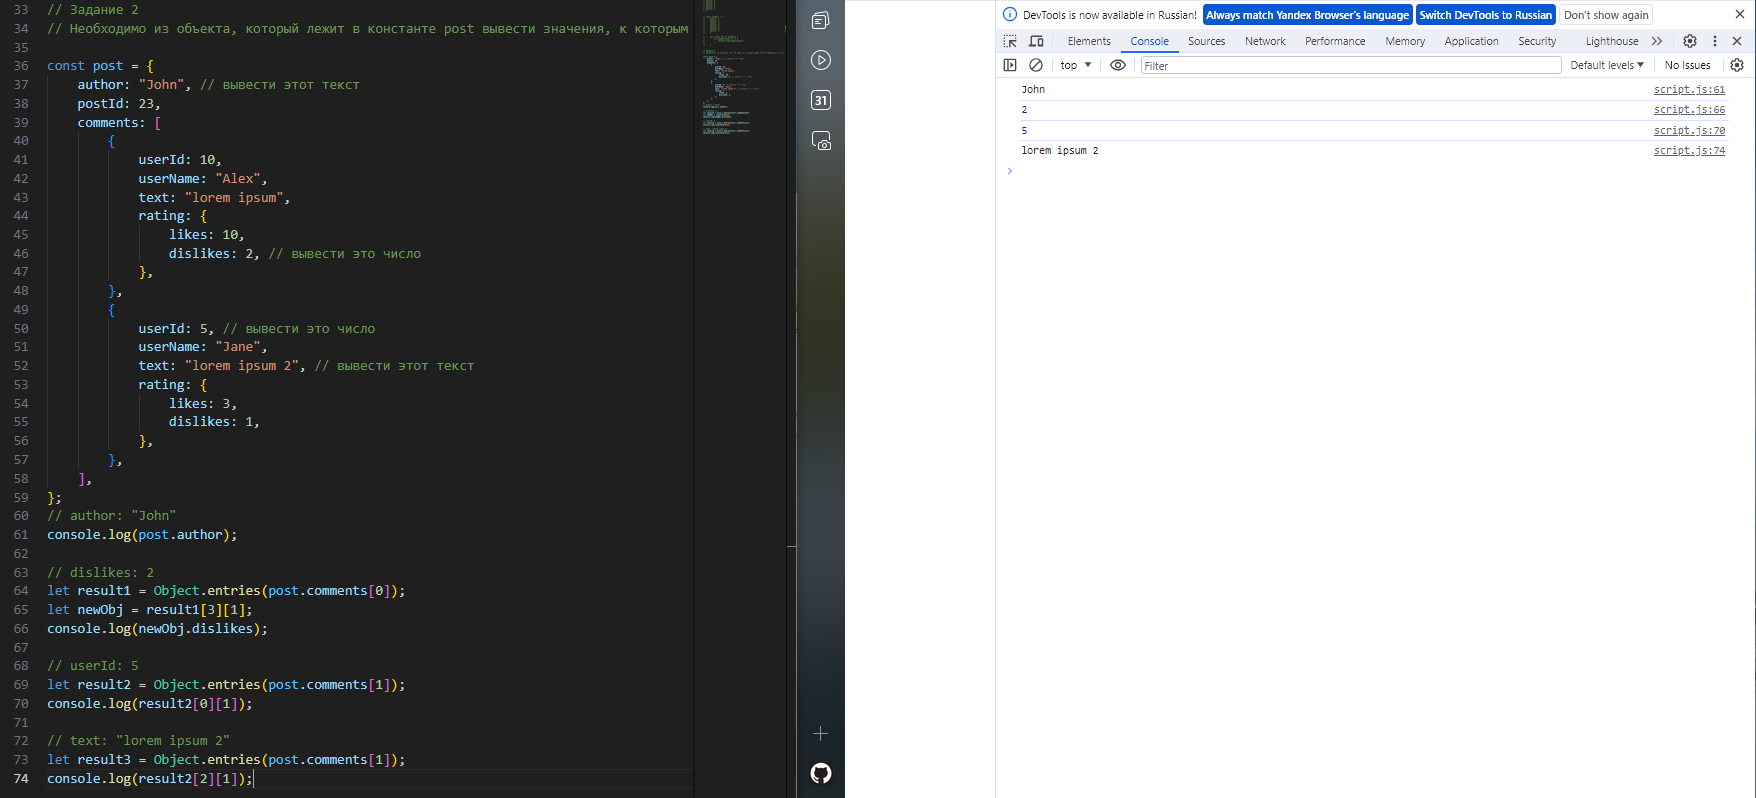 33 // Задание 2
34 // Необходимо из объекта, который лежит в константе post вывести значения, к которым
35
36 const post = {
37 author: "John", // вывести этот текст
38 postId: 23,
39 comments: [
40 {
41 userId: 10,
42 userName: "Alex",
43 text: "lorem ipsum",
44 rating: {
45 likes: 10,
46 dislikes: 2, // вывести это число
47 },
48 },
49 {
50 userId: 5, // вывести это число
51 userName: "Jane",
52 text: "lorem ipsum 2", // вывести этот текст
53 rating: {
54 likes: 3,
55 dislikes: 1,
56 },
57 },
58 ],
59 };
60 // author: "John"
61 console.log(post.author);
62
63 // dislikes: 2
64 let result1 = Object.entries(post.comments[0]);
65 let newObj = result1[3][1];
66 console.log(newObj.dislikes);
67
68 // userId: 5
69 let result2 = Object.entries(post.comments[1]);
70 console.log(result2[0][1]);
71
72 // text: "lorem ipsum 2"
73 let result3 = Object.entries(post.comments[1]);
74 console.log(result2[2][1]);
31
DevTools is now available in Russian! Always match Yandex Browser's language Switch DevTools to Russian Don't show again
Elements Console Sources Network Performance Memory Application Security Lighthouse
top Filter Default levels No Issues
John script.js:61
2 script.js:66
5 script.js:70
lorem ipsum 2 script.js:74